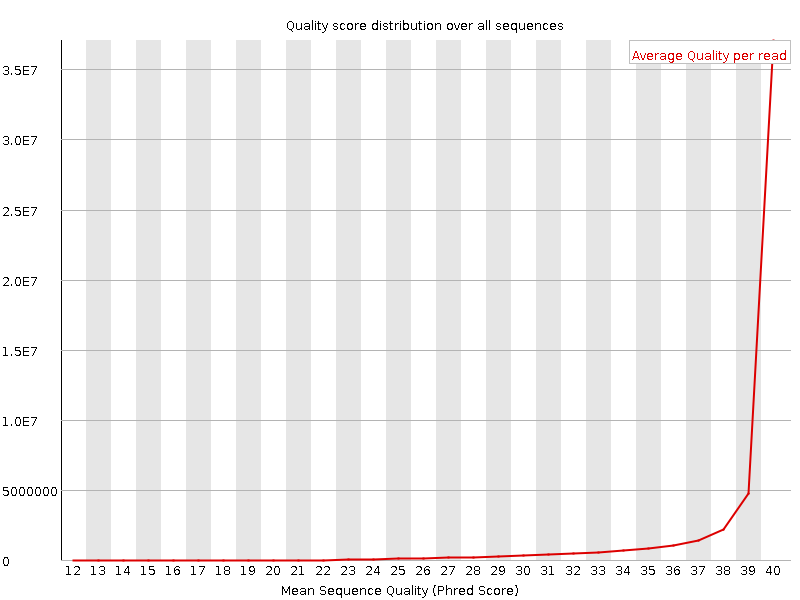 Quality score distribution over all sequences
Average Quality per read
3.5E7
3.0E7
2.5E7
2.0E7
1.5E7
1.0E7
5000000
0
12 13 14 15 16 17 18 19 20 21 22 23 24 25 26 27 28 29 30 31 32 33 34 35 36 37 38 39 40
Mean Sequence Quality (Phred Score)